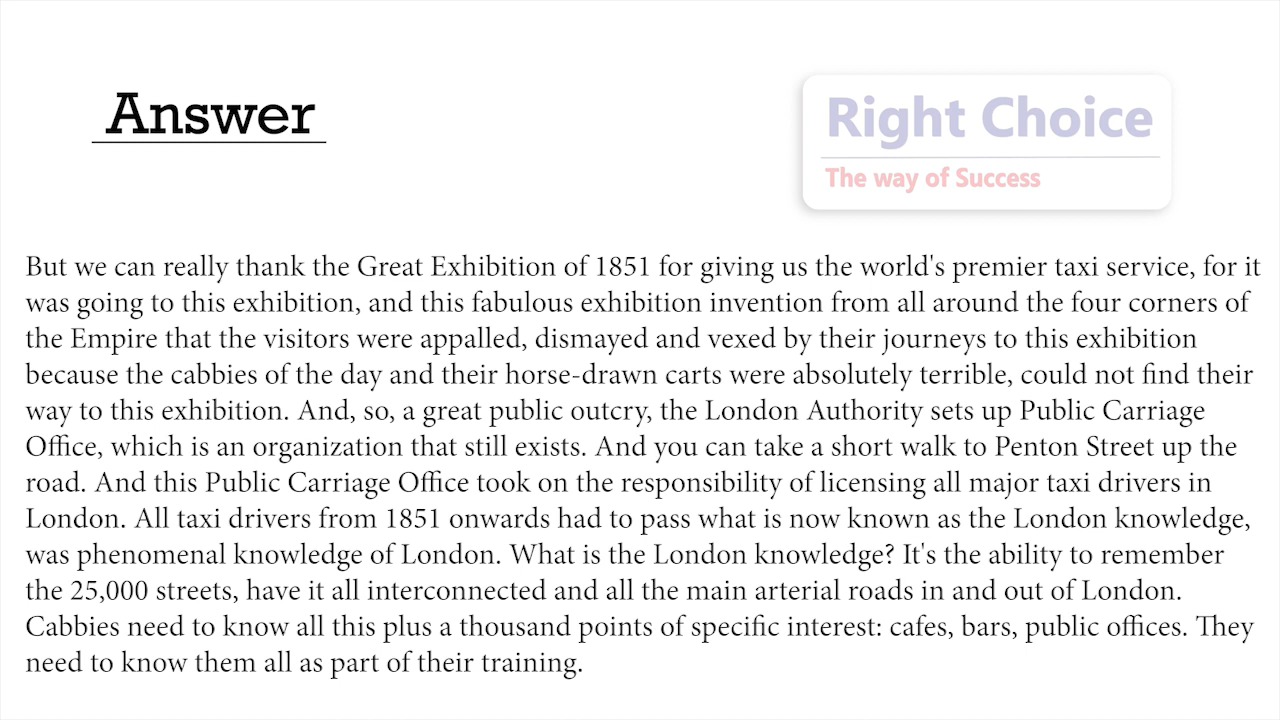 Answer
Right Choice
The way of Success
But we can really thank the Great Exhibition of 1851 for giving us the world's premier taxi service, for it
was going to this exhibition, and this fabulous exhibition invention from all around the four corners of
the Empire that the visitors were appalled, dismayed and vexed by their journeys to this exhibition
because the cabbies of the day and their horse-drawn carts were absolutely terrible, could not find their
way to this exhibition. And, so, a great public outcry, the London Authority sets up Public Carriage
Office, which is an organization that still exists. And you can take a short walk to Penton Street up the
road. And this Public Carriage Office took on the responsibility of licensing all major taxi drivers in
London. All taxi drivers from 1851 onwards had to pass what is now known as the London knowledge,
was phenomenal knowledge of London. What is the London knowledge? It's the ability to remember
the 25,000 streets, have it all interconnected and all the main arterial roads in and out of London.
Cabbies need to know all this plus a thousand points of specific interest: cafes, bars, public offices. They
need to know them all as part of their training.